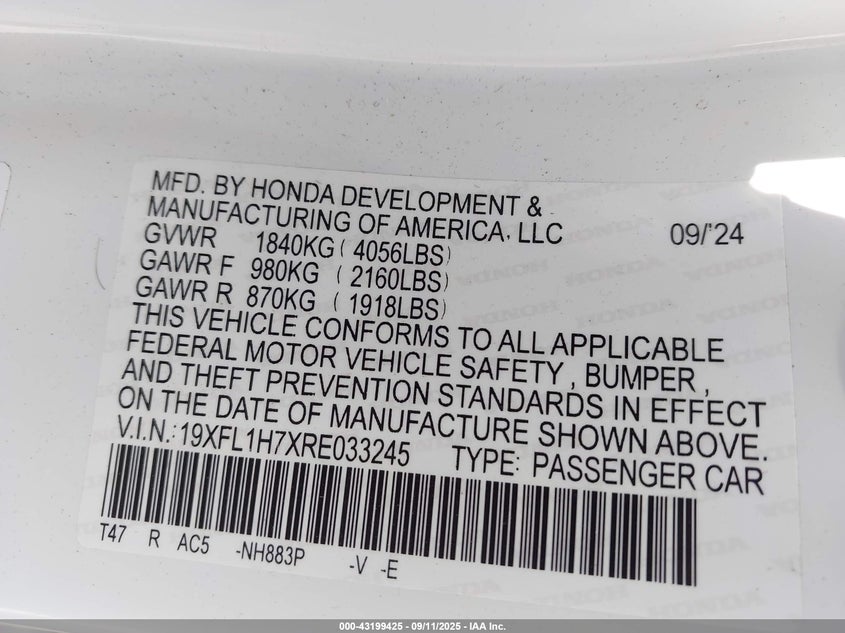 MFD. BY HONDA DEVELOPMENT &
MANUFACTURING OF AMERICA, LLC 09/'24
GVWR 1840KG ( 4056LBS)
GAWR F 980KG ( 2160LBS)
GAWR R 870KG ( 1918LBS)
THIS VEHICLE CONFORMS TO ALL APPLICABLE
FEDERAL MOTOR VEHICLE SAFETY , BUMPER ,
AND THEFT PREVENTION STANDARDS IN EFFECT
ON THE DATE OF MANUFACTURE SHOWN ABOVE.
V.I.N.: 19XFL1H7XRE033245 TYPE: PASSENGER CAR
T47 R AC5 -NH883P -V -E
000-43199425 - 09/11/2025 - IAA Inc.